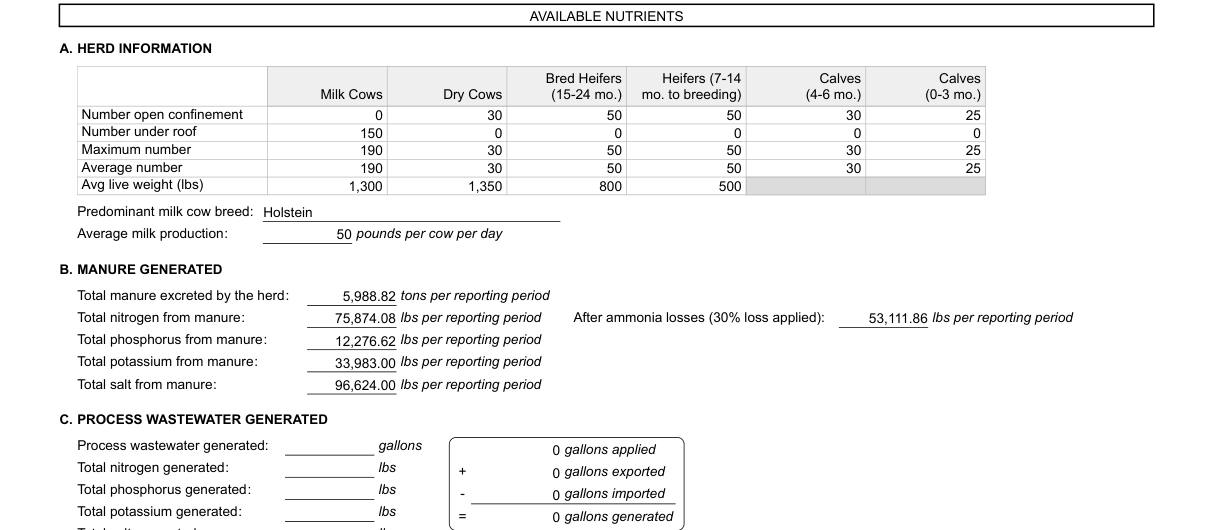 AVAILABLE NUTRIENTS
A. HERD INFORMATION
Milk Cows Dry Cows Bred Heifers (15-24 mo.) Heifers (7-14 mo. to breeding) Calves (4-6 mo.) Calves (0-3 mo.)
Number open confinement 0 30 50 50 30 25
Number under roof 150 0 0 0 0 0
Maximum number 190 30 50 50 30 25
Average number 190 30 50 50 30 25
Avg live weight (lbs) 1,300 1,350 800 500
Predominant milk cow breed: Holstein
Average milk production: 50 pounds per cow per day
B. MANURE GENERATED
Total manure excreted by the herd: 5,988.82 tons per reporting period
Total nitrogen from manure: 75,874.08 lbs per reporting period After ammonia losses (30% loss applied): 53,111.86 lbs per reporting period
Total phosphorus from manure: 12,276.62 lbs per reporting period
Total potassium from manure: 33,983.00 lbs per reporting period
Total salt from manure: 96,624.00 lbs per reporting period
C. PROCESS WASTEWATER GENERATED
Process wastewater generated: gallons 0 gallons applied
Total nitrogen generated: lbs + 0 gallons exported
Total phosphorus generated: lbs - 0 gallons imported
Total potassium generated: lbs = 0 gallons generated